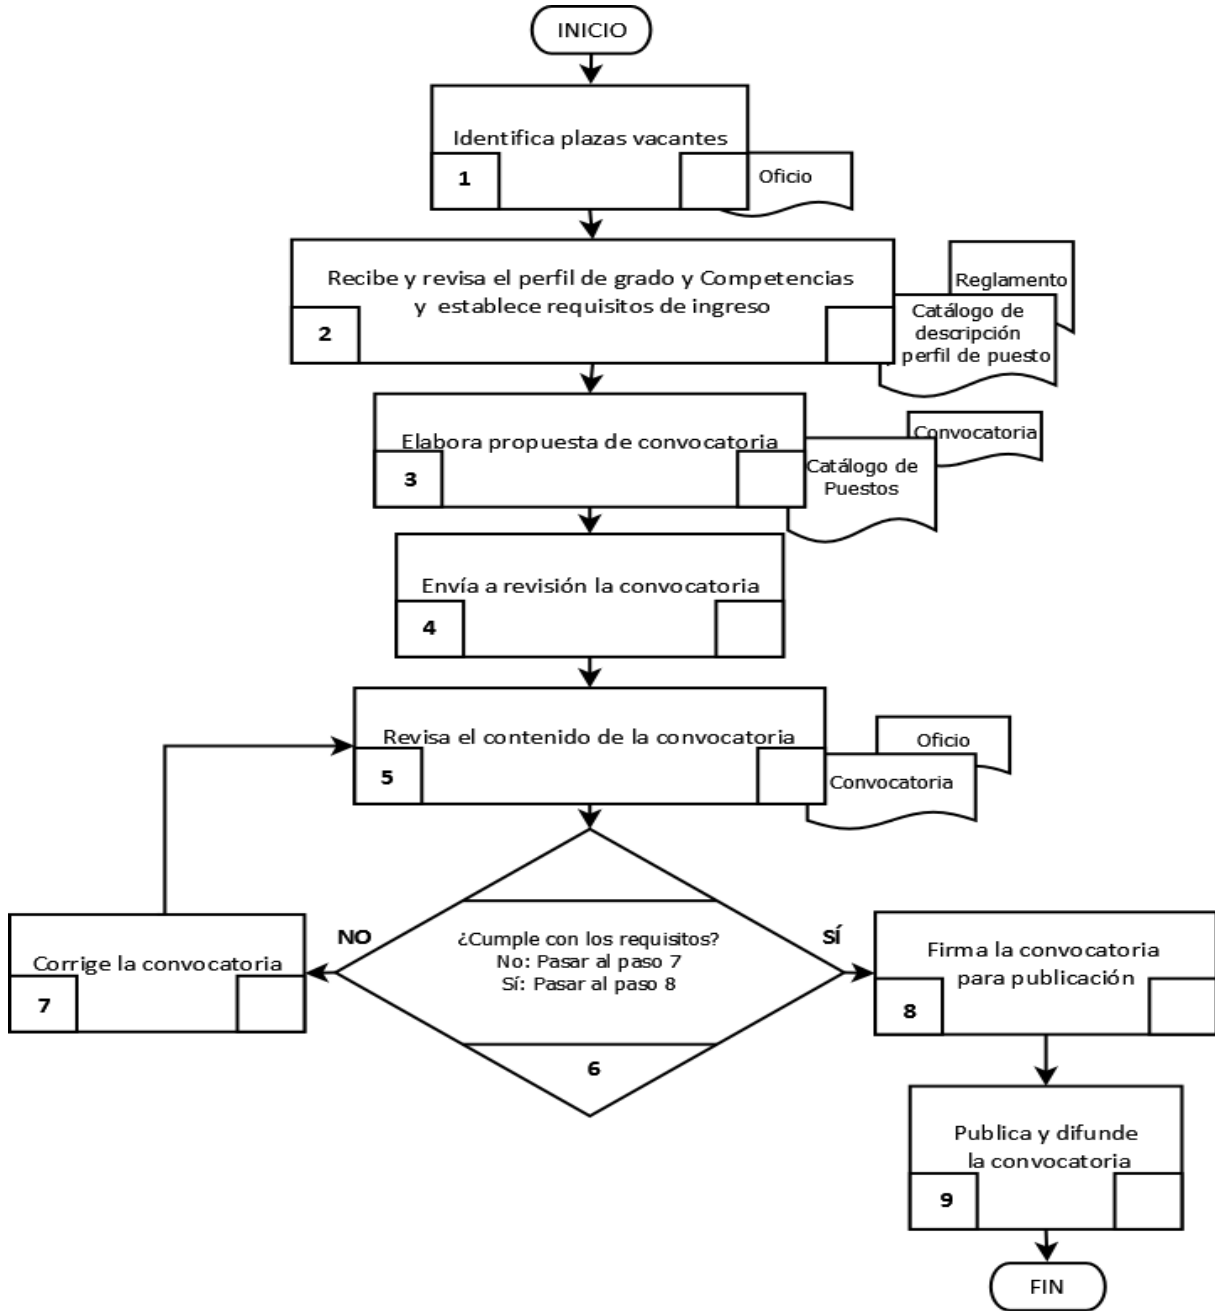 INICIO
Identifica plazas vacantes
1
Oficio
Recibe y revisa el perfil de grado y Competencias
y establece requisitos de ingreso
2
Reglamento
Catálogo de
descripción
perfil de puesto
Elabora propuesta de convocatoria
3
Convocatoria
Catálogo de
Puestos
Envía a revisión la convocatoria
4
Revisa el contenido de la convocatoria
5
Oficio
Convocatoria
NO
¿Cumple con los requisitos?
No: Pasar al paso 7
Sí: Pasar al paso 8
6
SÍ
Corrige la convocatoria
7
Firma la convocatoria
para publicación
8
Publica y difunde
la convocatoria
9
FIN